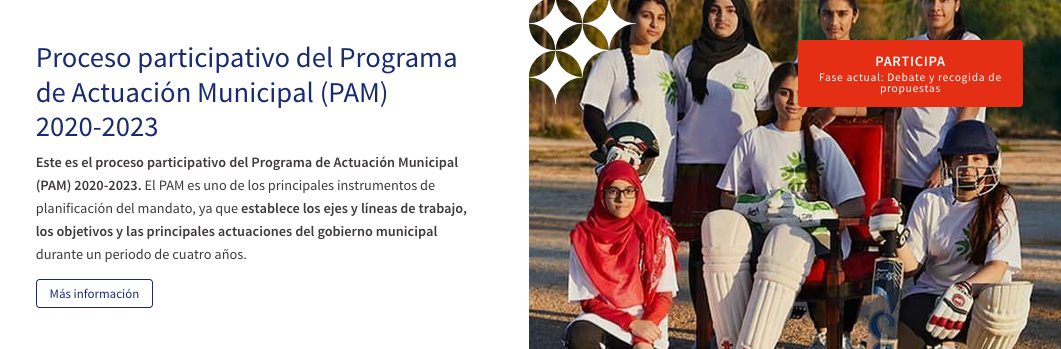 Proceso participativo del Programa
de Actuación Municipal (PAM)
2020-2023
Este es el proceso participativo del Programa de Actuación Municipal
(PAM) 2020-2023. El PAM es uno de los principales instrumentos de
planificación del mandato, ya que establece los ejes y líneas de trabajo,
los objetivos y las principales actuaciones del gobierno municipal
durante un periodo de cuatro años.
Más información
PARTICIPA
Fase actual: Debate y recogida de
propuestas